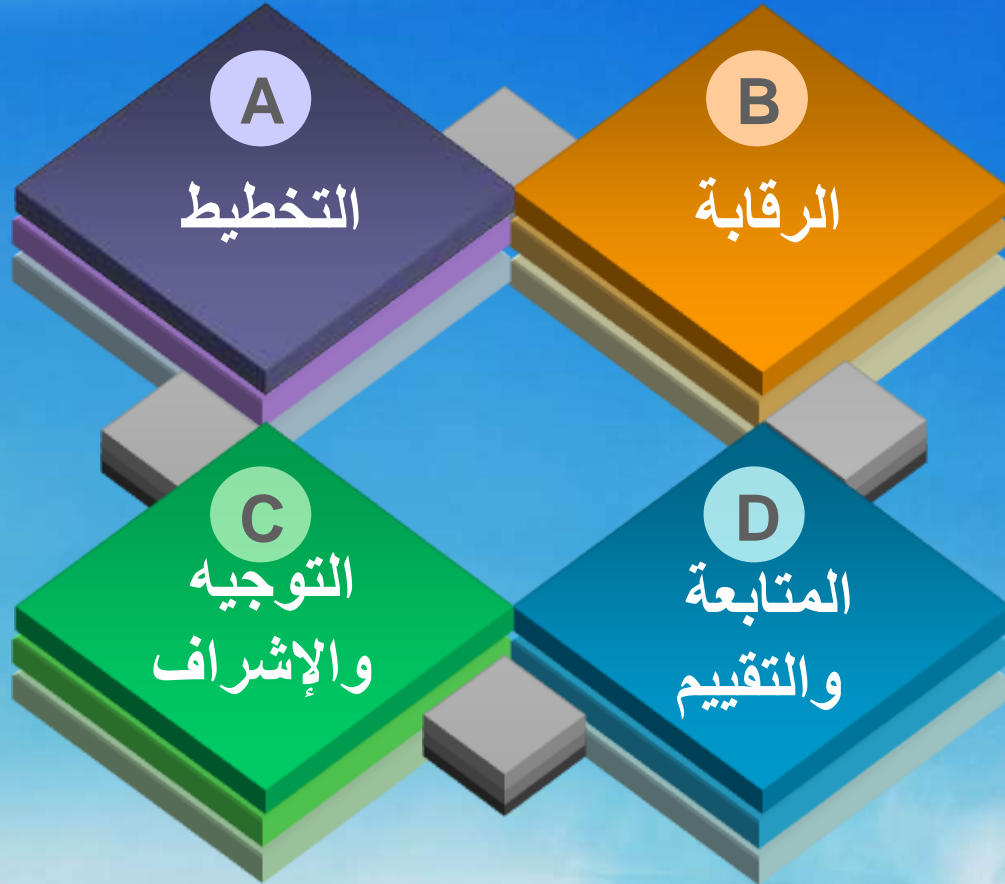 A
التخطيط
B
الرقابة
C
التوجيه
والإشراف
D
المتابعة
والتقييم